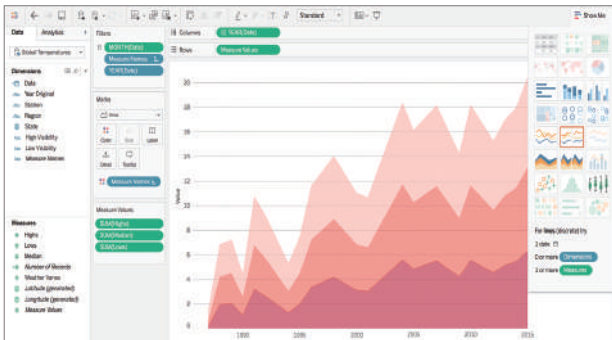 Standard
Show Me
Data
Analytics
Filters
Columns
YEAR(Date)
Rows
Measure Values
Global Temperatures
MONTH(Date)
Measure Names
YEAR(Date)
Dimensions
Date
Year Original
Station
Region
State
High Visibility
Low Visibility
Measure Names
Marks
Area
Color
Size
Label
Detail
Tooltip
Measure Names
Measures
Highs
Lows
Median
Number of Records
Weather
Latitude (generated)
Longitude (generated)
Measure Values
Measure Values
SUM(Highs)
SUM(Median)
SUM(Lows)
Value
20
18
16
14
12
10
8
6
4
2
0
1990
1995
2000
2005
2010
2015
For lines (discrete) try
1 date
0 or more Dimensions
1 or more Measures